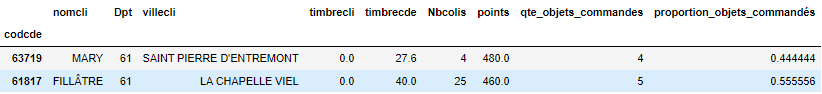 nomcli Dpt villecli timbrecli timbrecde Nbcolis points qte_objets_commandes proportion_objets_commandés
codcde
63719 MARY 61 SAINT PIERRE D'ENTREMONT 0.0 27.6 4 480.0 4 0.444444
61817 FILLÂTRE 61 LA CHAPELLE VIEL 0.0 40.0 25 460.0 5 0.555556